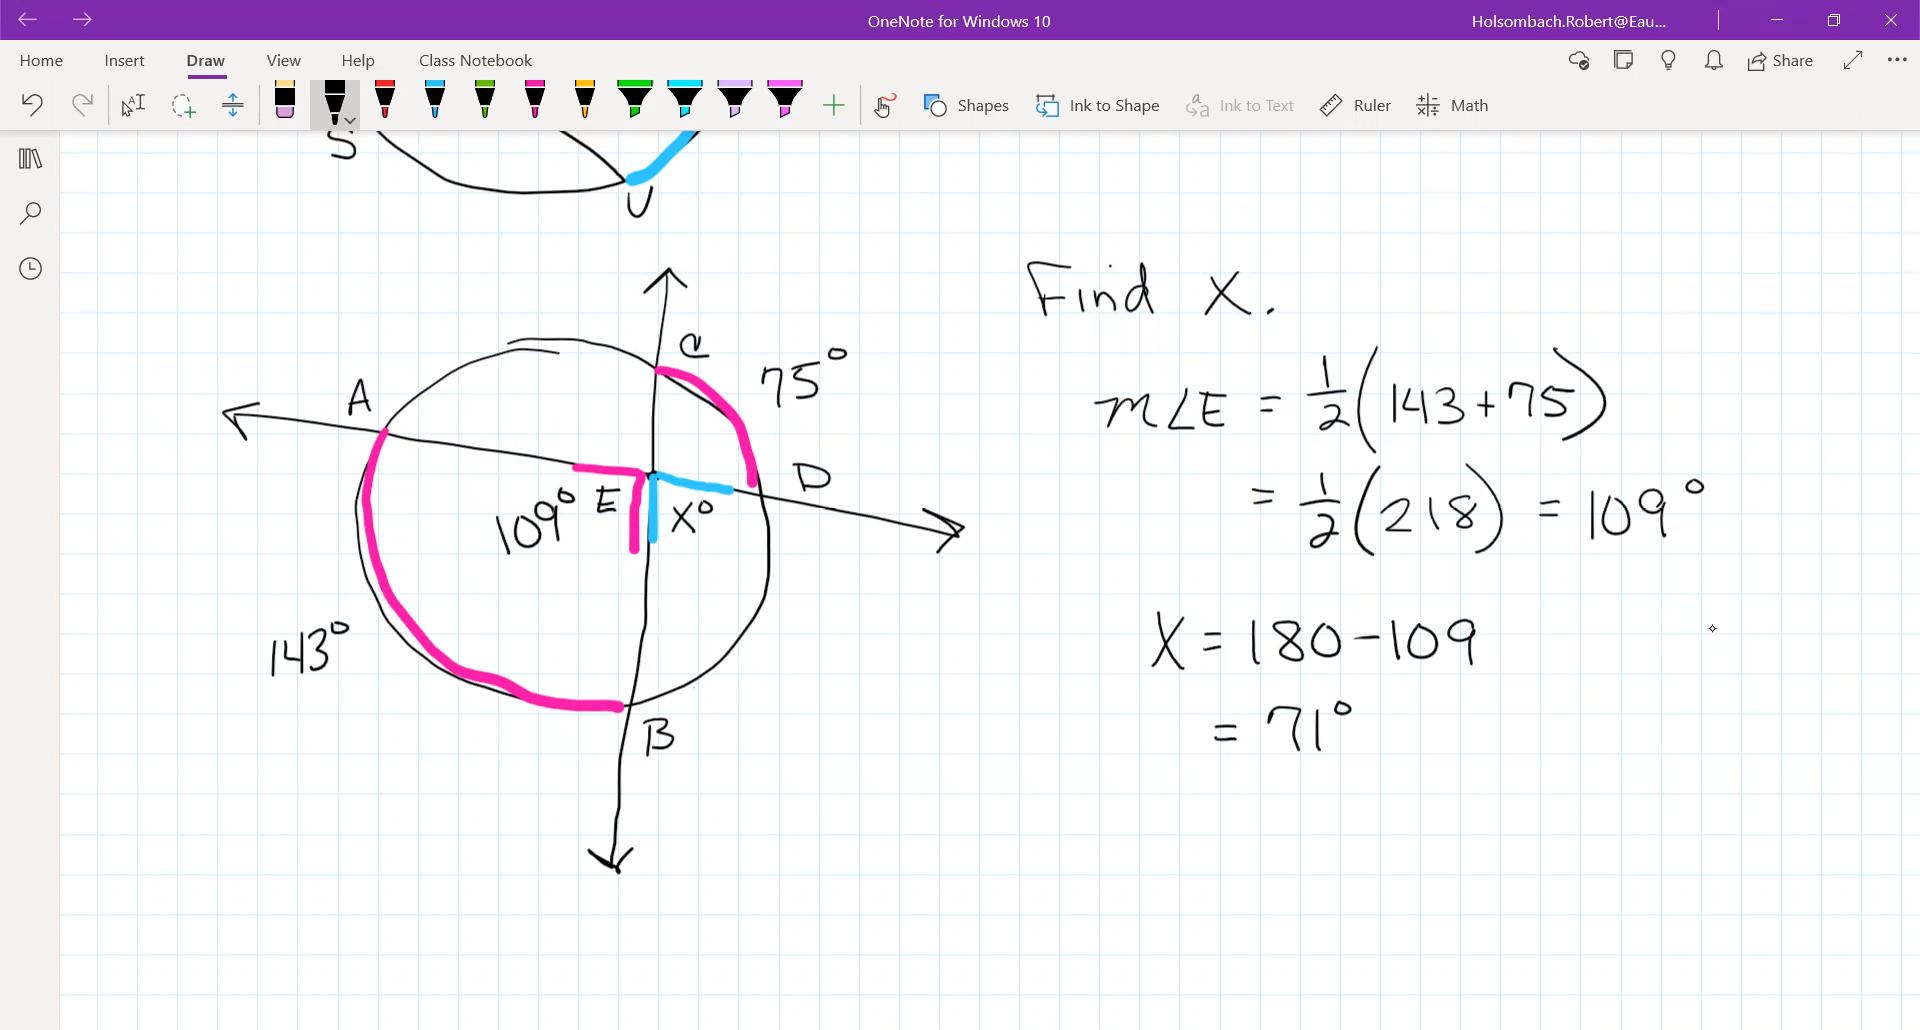 OneNote for Windows 10
Holsombach.Robert@Eau...
Home Insert Draw View Help Class Notebook Share
Shapes Ink to Shape Ink to Text Ruler Math
S
U
Find X.
C
75°
A
m∠E = 1/2(143+75)
D
= 1/2(218) = 109°
109° E X°
143°
X = 180-109
= 71°
B